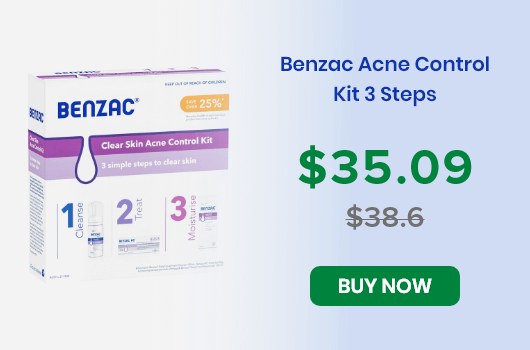 Benzac Acne Control
Kit 3 Steps
$35.09
$38.6
BUY NOW
KEEP OUT OF REACH OF CHILDREN
BENZAC®
25%
Clear Skin Acne Control Kit
3 simple steps to clear skin
1 Cleanse
2 Treat
3 Moisturise